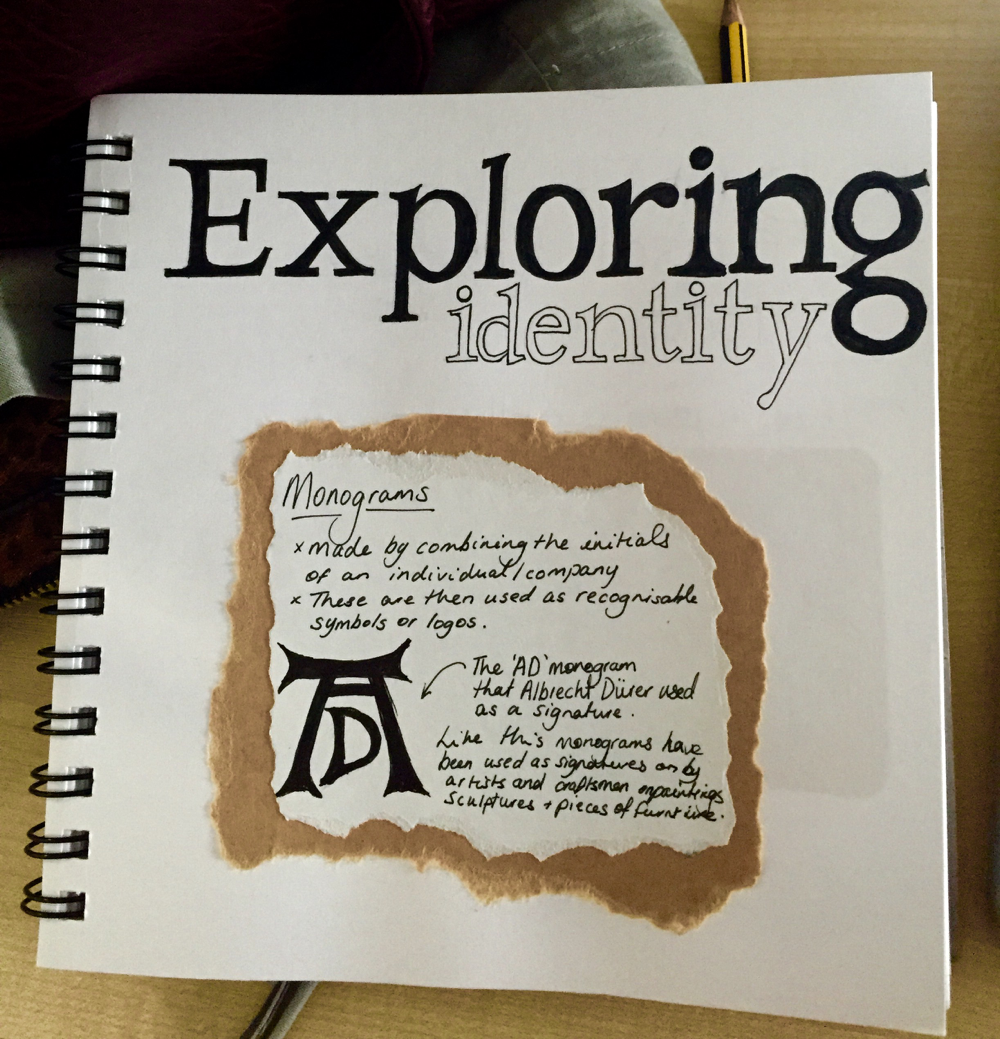 Exploring
identity
Monograms
× made by combining the initials
of an individual/company
× These are then used as recognisable
symbols or logos.
AD
The 'AD' monogram
that Albrecht Dürer used
as a signature.
Like this monograms have
been used as signatures on by
artists and craftsmen on paintings
sculptures + pieces of furniture.